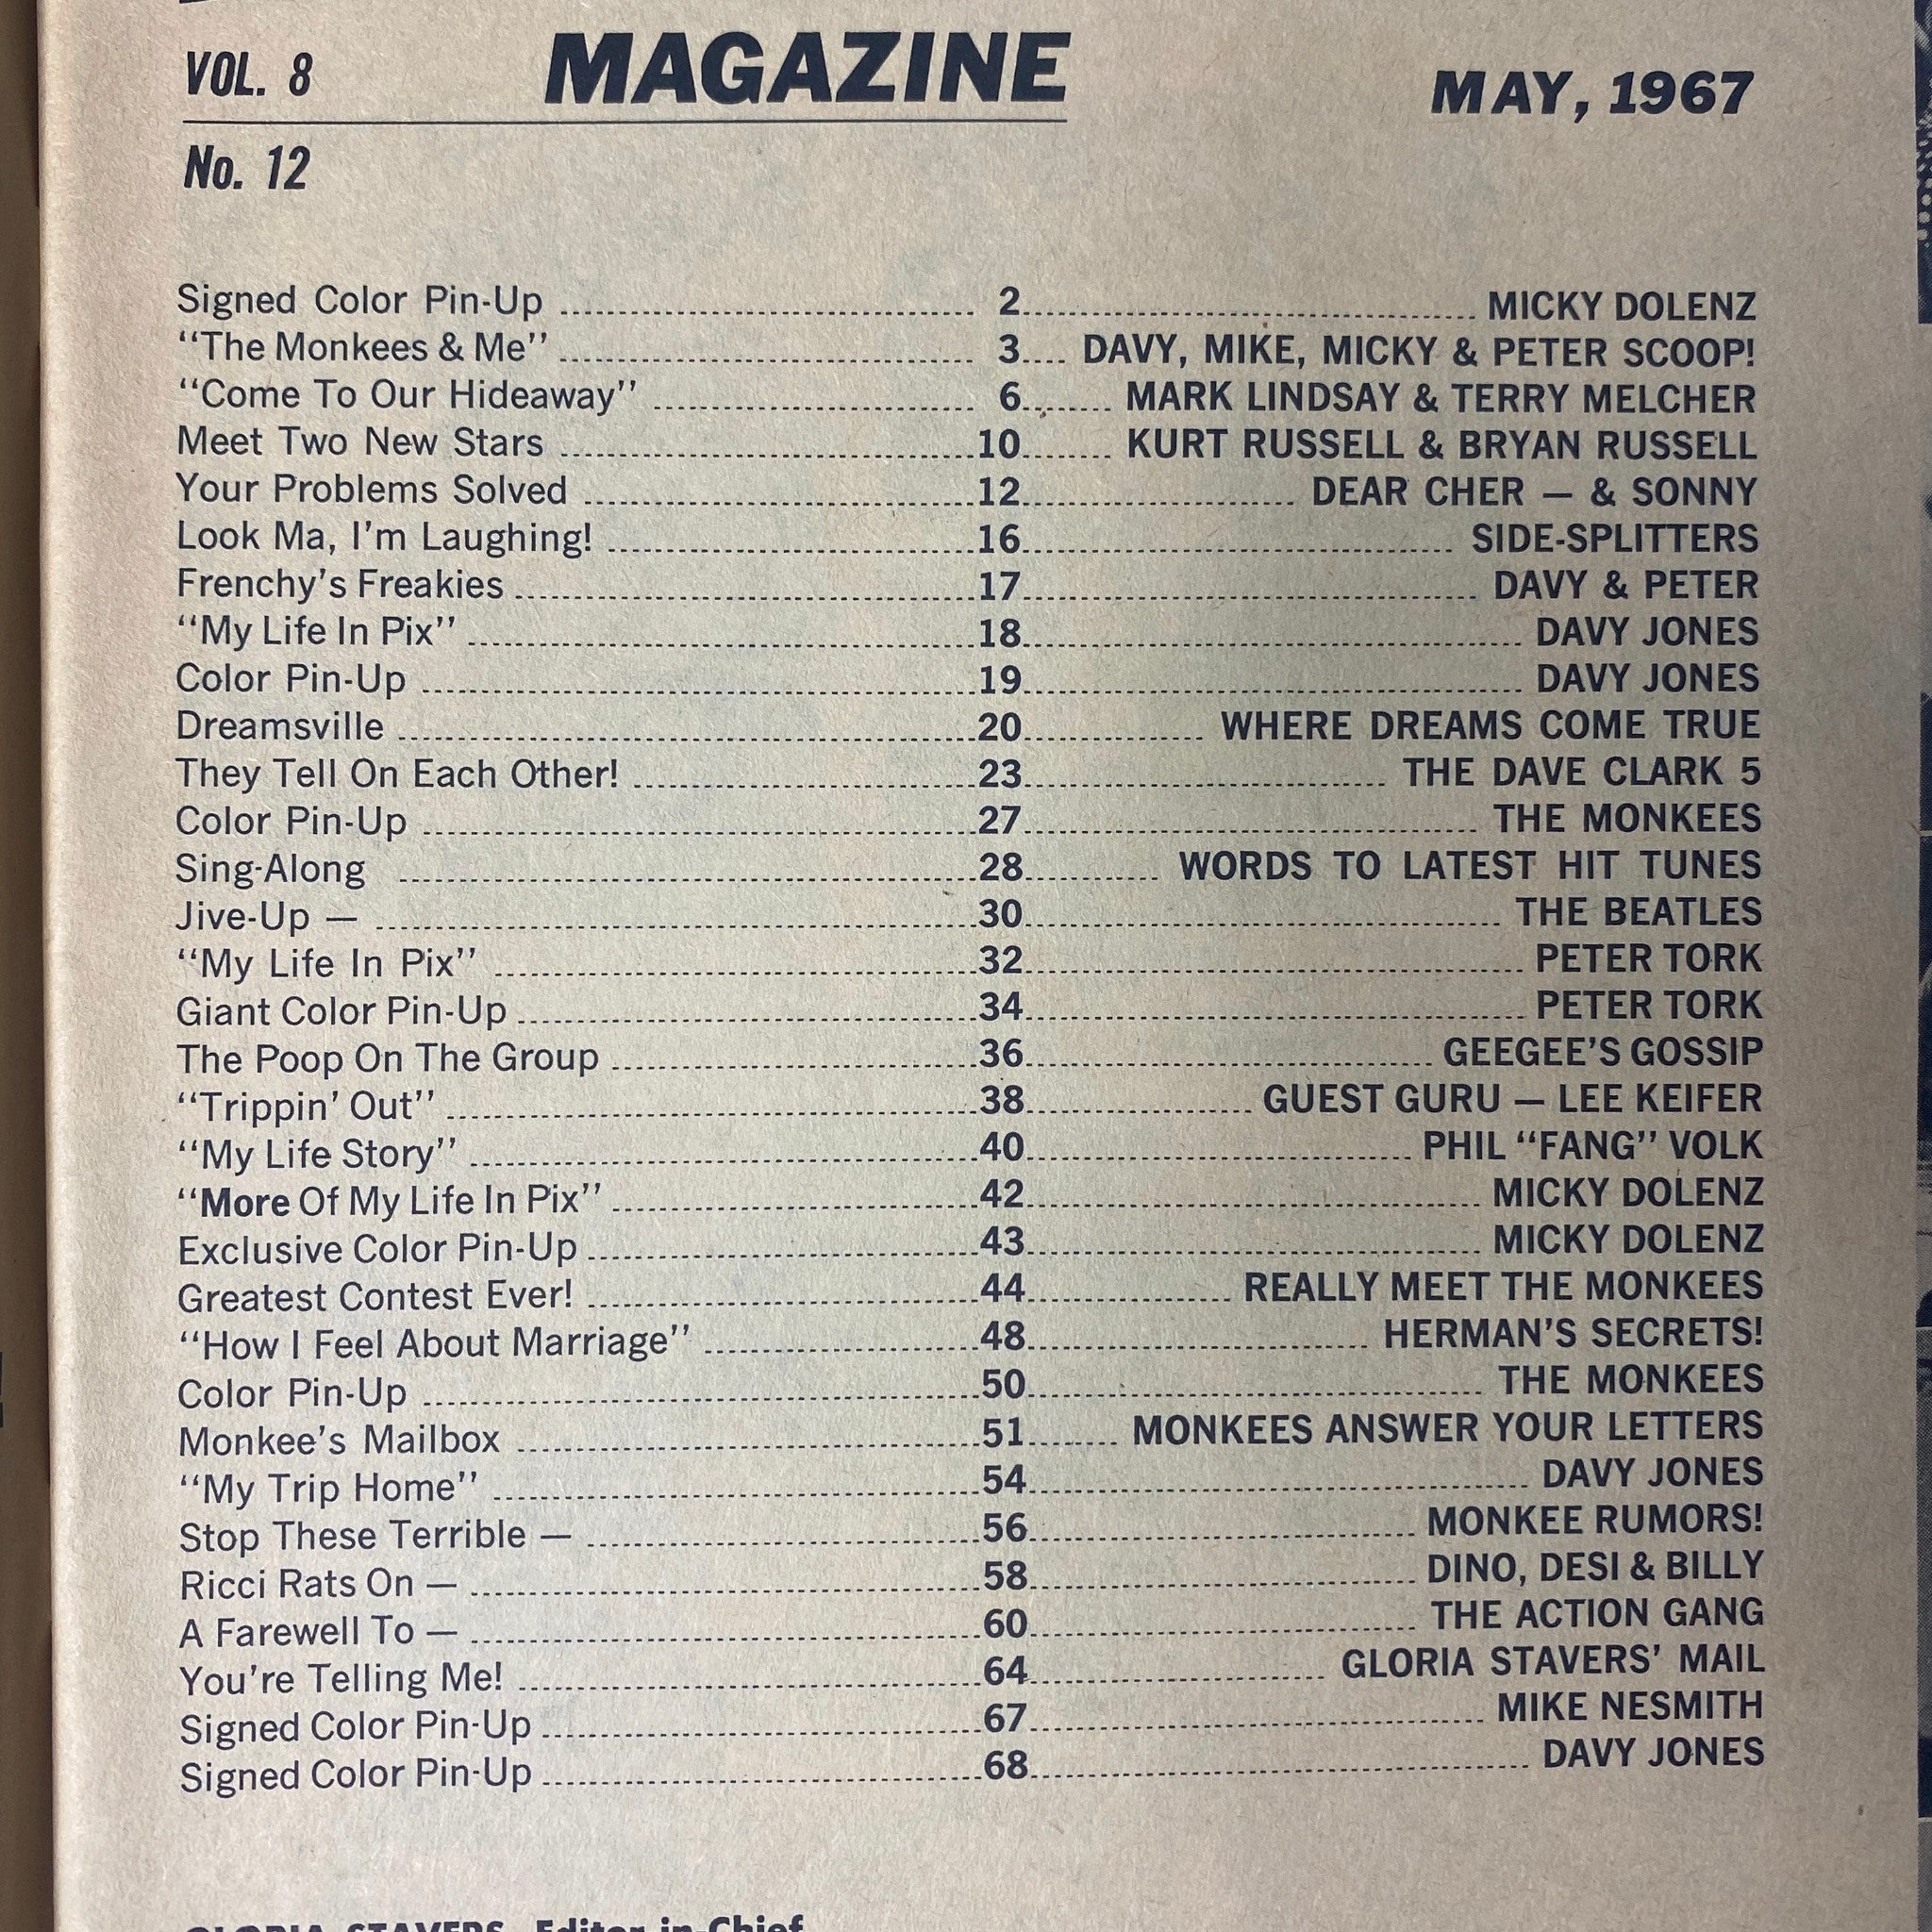 VOL. 8 MAGAZINE MAY, 1967
No. 12
Signed Color Pin-Up 2 MICKY DOLENZ
“The Monkees & Me” 3 DAVY, MIKE, MICKY & PETER SCOOP!
“Come To Our Hideaway” 6 MARK LINDSAY & TERRY MELCHER
Meet Two New Stars 10 KURT RUSSELL & BRYAN RUSSELL
Your Problems Solved 12 DEAR CHER — & SONNY
Look Ma, I’m Laughing! 16 SIDE-SPLITTERS
Frenchy’s Freakies 17 DAVY & PETER
“My Life In Pix” 18 DAVY JONES
Color Pin-Up 19 DAVY JONES
Dreamsville 20 WHERE DREAMS COME TRUE
They Tell On Each Other! 23 THE DAVE CLARK 5
Color Pin-Up 27 THE MONKEES
Sing-Along 28 WORDS TO LATEST HIT TUNES
Jive-Up — 30 THE BEATLES
“My Life In Pix” 32 PETER TORK
Giant Color Pin-Up 34 PETER TORK
The Poop On The Group 36 GEEGEE’S GOSSIP
“Trippin’ Out” 38 GUEST GURU — LEE KEIFER
“My Life Story” 40 PHIL “FANG” VOLK
“More Of My Life In Pix” 42 MICKY DOLENZ
Exclusive Color Pin-Up 43 MICKY DOLENZ
Greatest Contest Ever! 44 REALLY MEET THE MONKEES
“How I Feel About Marriage” 48 HERMAN’S SECRETS!
Color Pin-Up 50 THE MONKEES
Monkee’s Mailbox 51 MONKEES ANSWER YOUR LETTERS
“My Trip Home” 54 DAVY JONES
Stop These Terrible — 56 MONKEE RUMORS!
Ricci Rats On — 58 DINO, DESI & BILLY
A Farewell To — 60 THE ACTION GANG
You’re Telling Me! 64 GLORIA STAVERS’ MAIL
Signed Color Pin-Up 67 MIKE NESMITH
Signed Color Pin-Up 68 DAVY JONES
GLORIA STAVERS, Editor-in-Chief